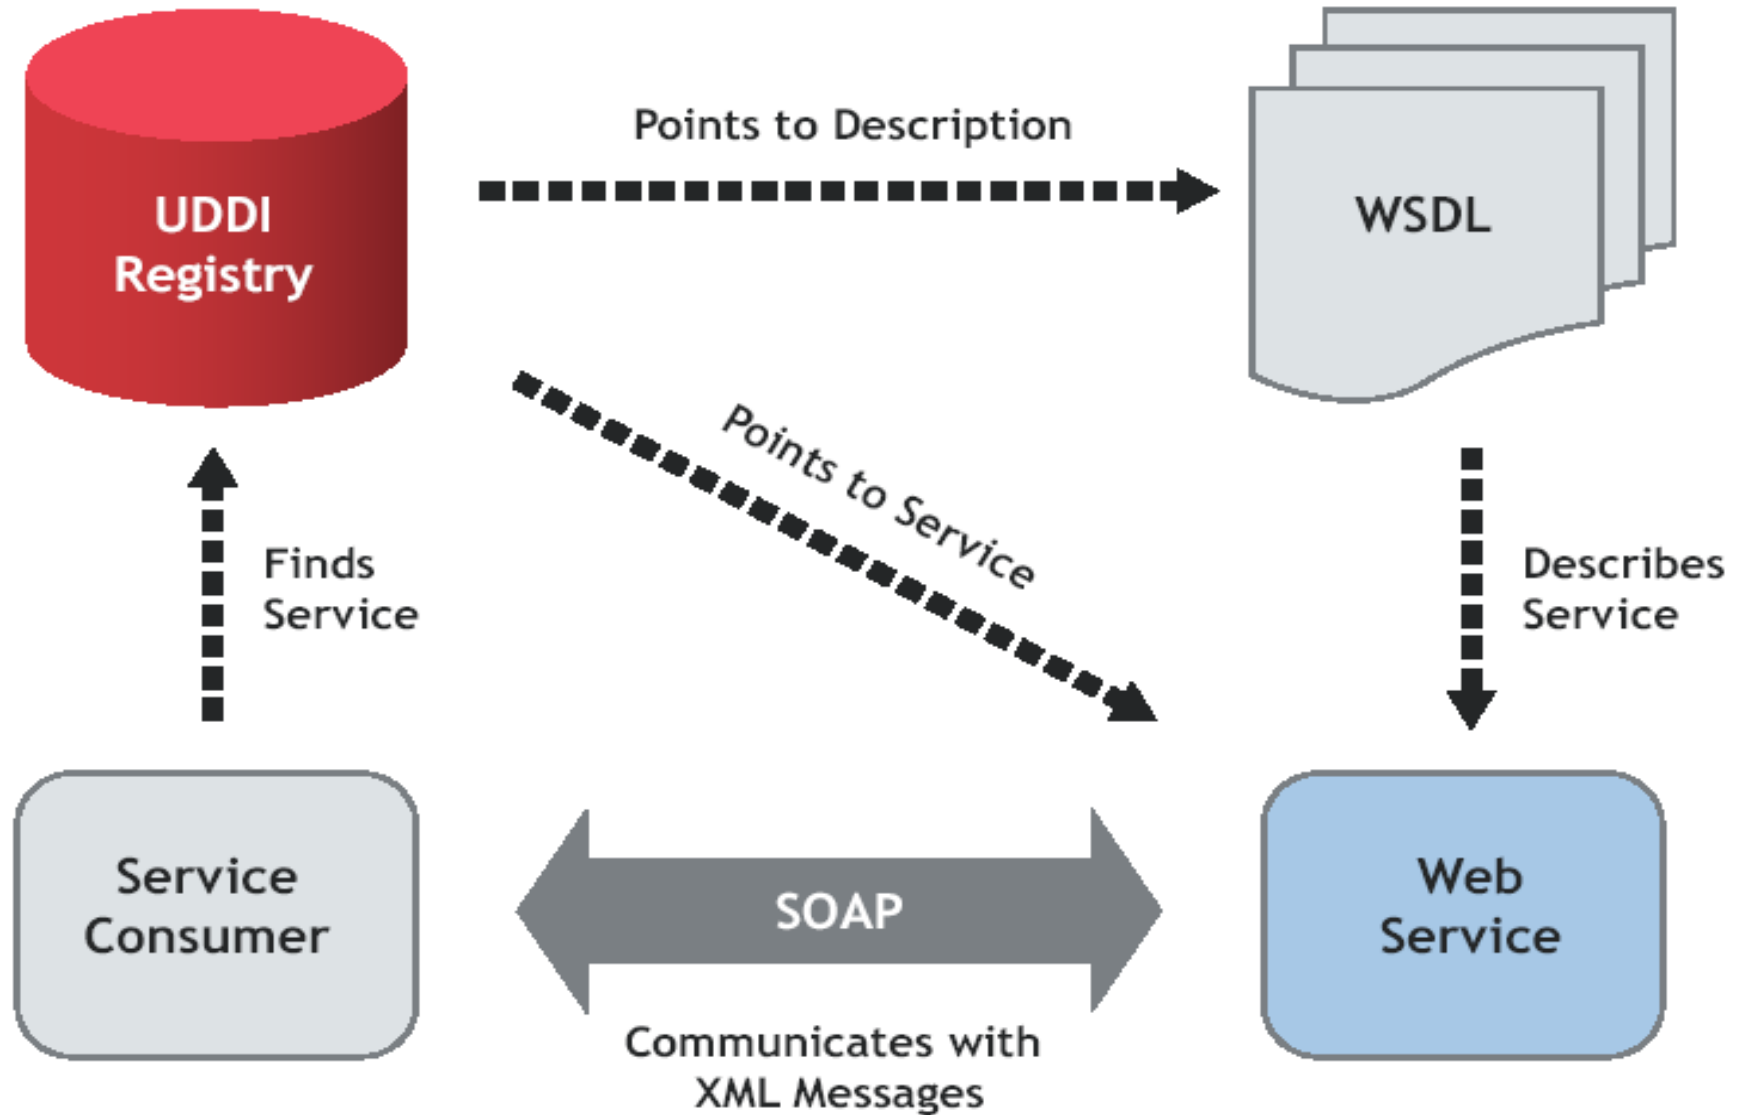 Points to Description
UDDI
Registry
WSDL
Points to Service
Finds
Service
Describes
Service
Service
Consumer
SOAP
Web
Service
Communicates with
XML Messages